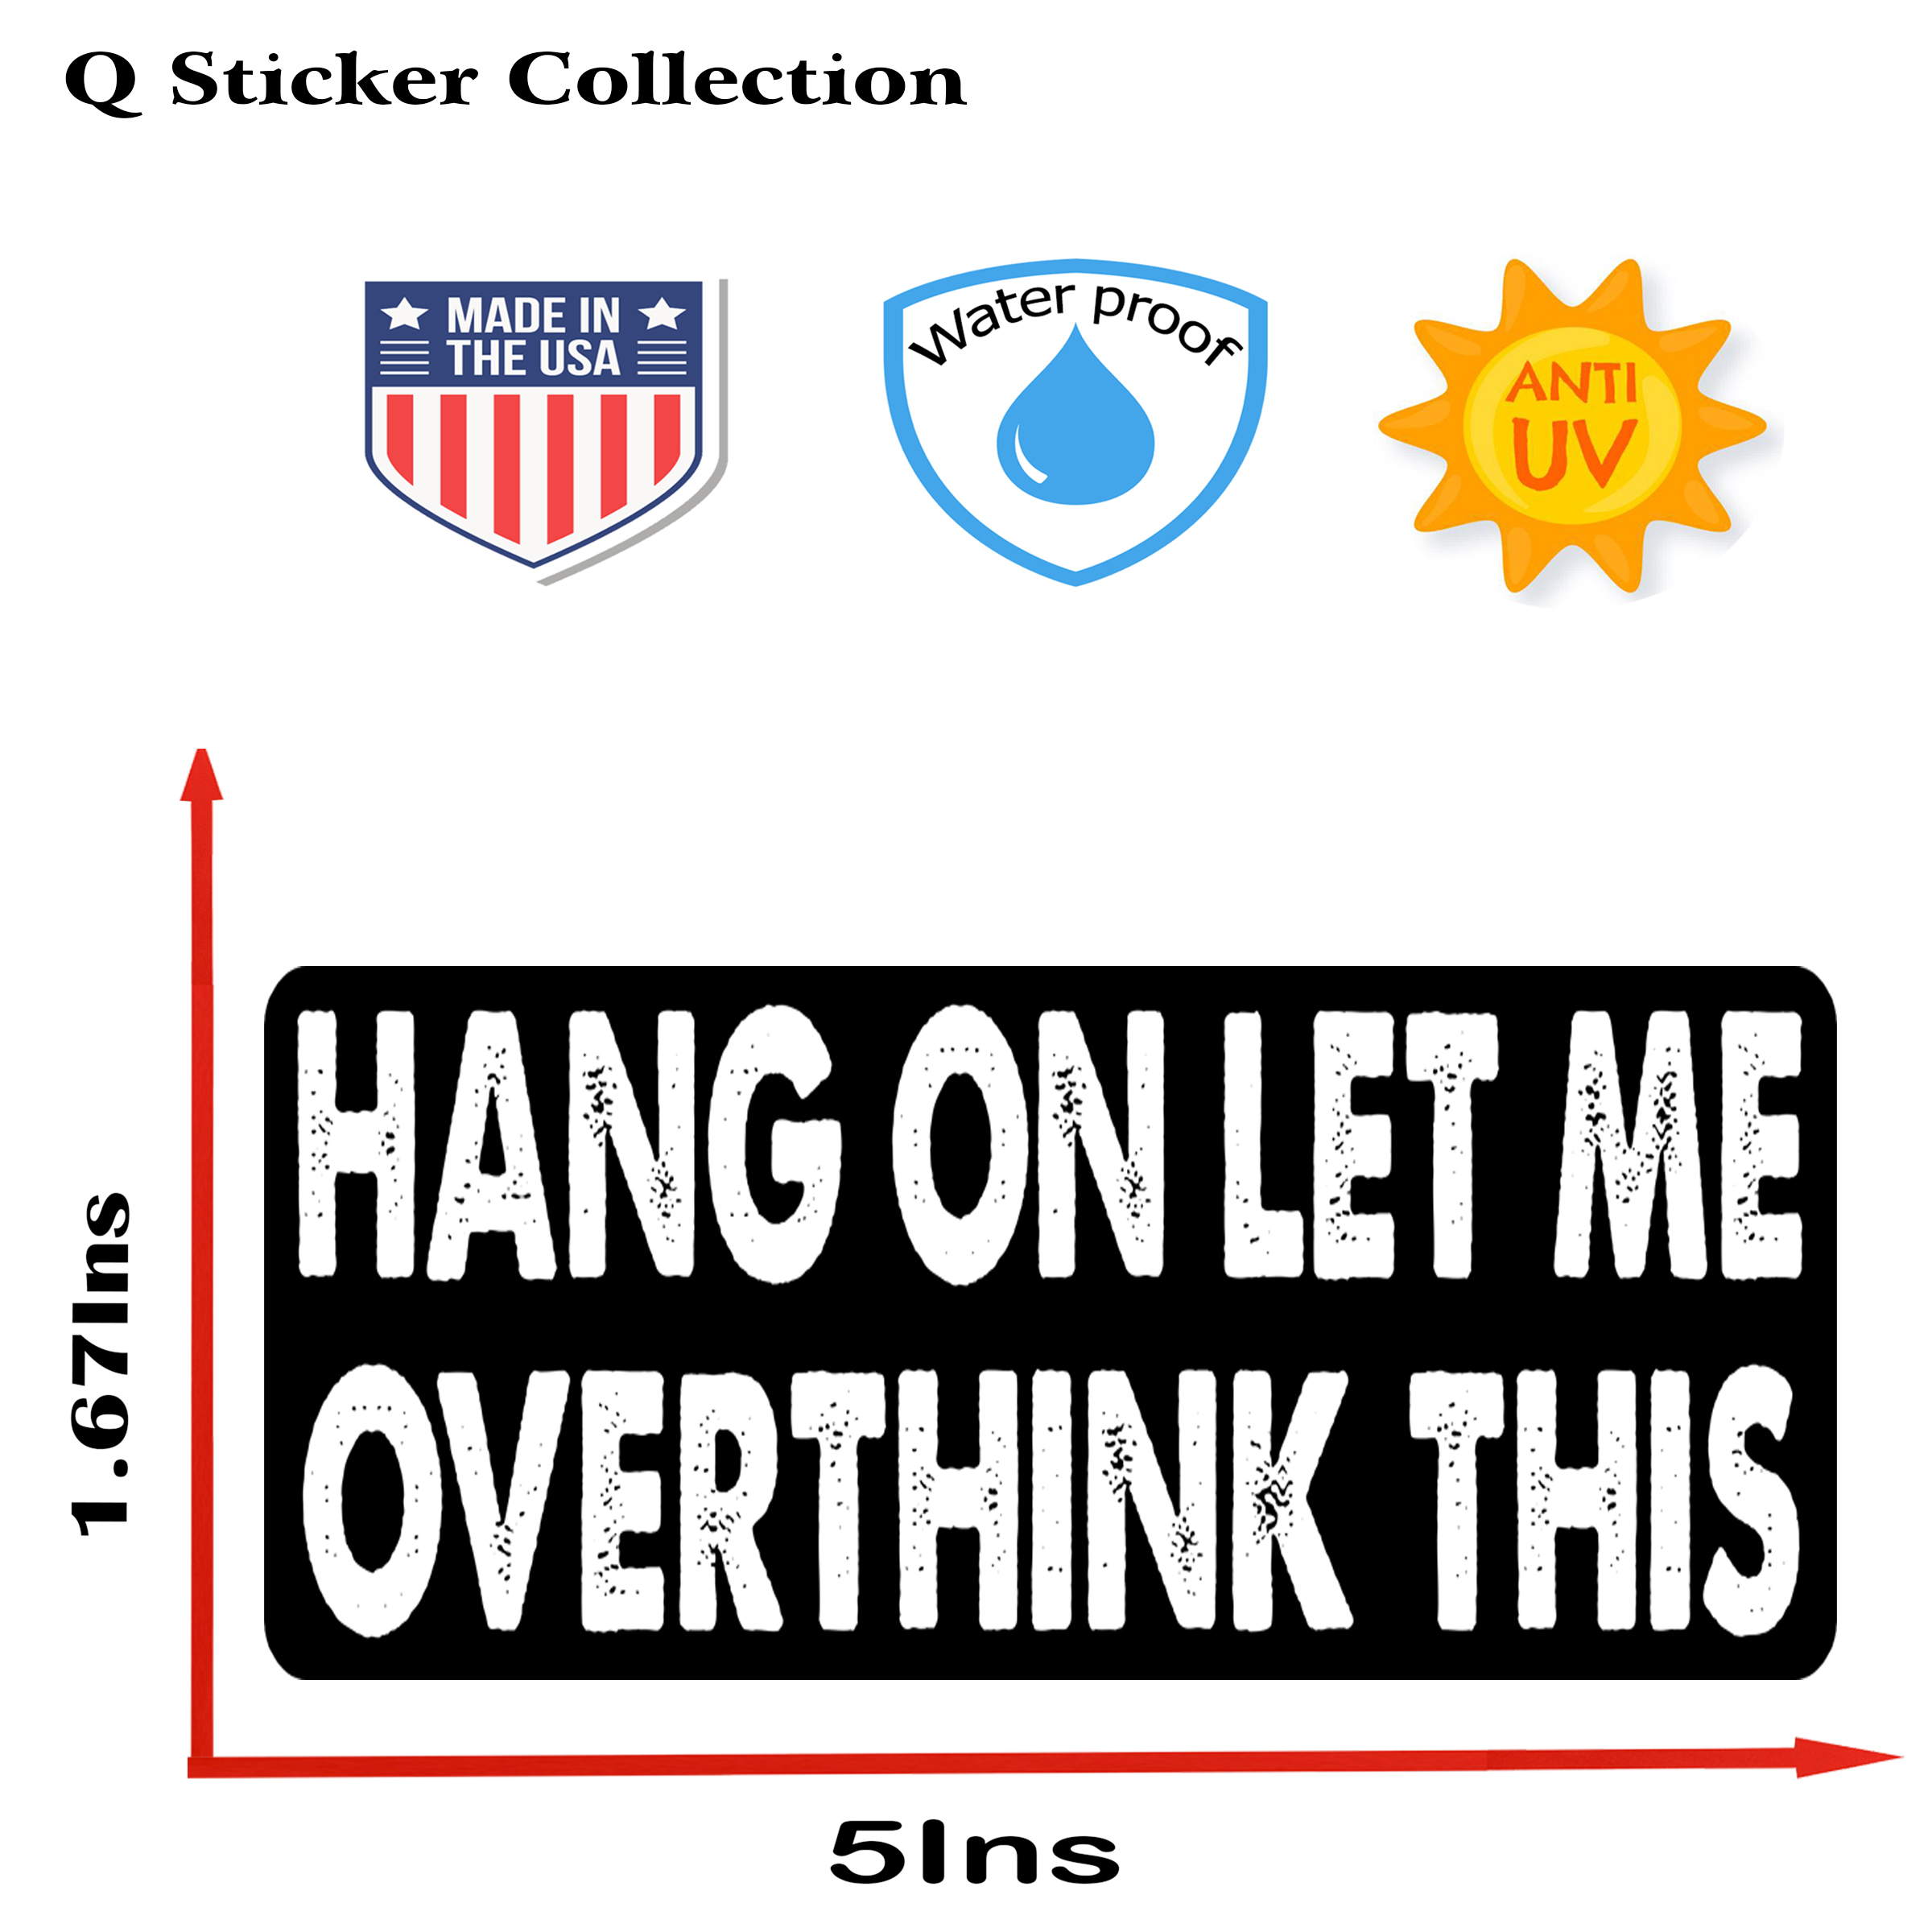 Q Sticker Collection
MADE IN
THE USA
Water proof
ANTI
UV
1.67Ins
HANG ON LET ME
OVERTHINK THIS
5Ins